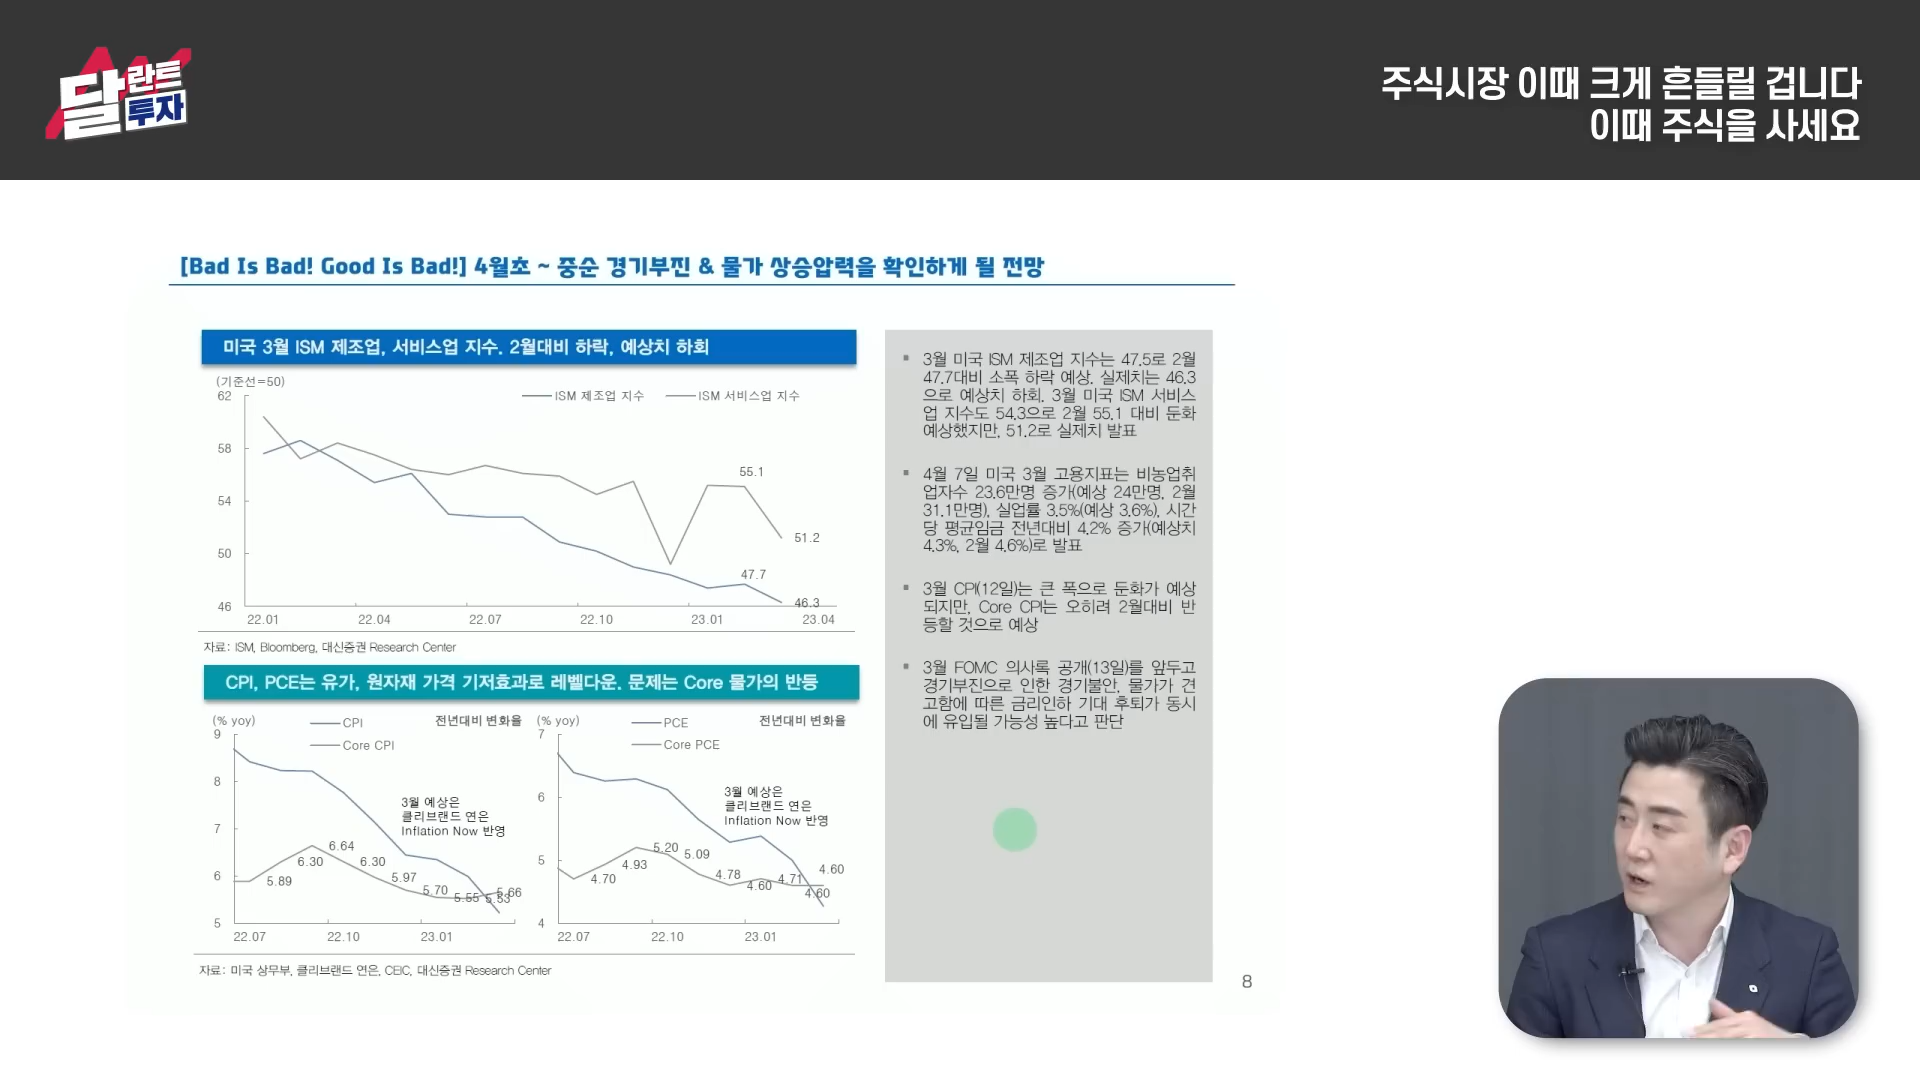 달란트
투자
주식시장 이때 크게 흔들릴 겁니다
이때 주식을 사세요
[Bad Is Bad! Good Is Bad!] 4월초 ~ 중순 경기부진 & 물가 상승압력을 확인하게 될 전망
미국 3월 ISM 제조업, 서비스업 지수. 2월대비 하락, 예상치 하회
(기준선=50)
ISM 제조업 지수
ISM 서비스업 지수
62
58
54
50
46
55.1
51.2
47.7
46.3
22.01
22.04
22.07
22.10
23.01
23.04
자료: ISM, Bloomberg, 대신증권 Research Center
CPI, PCE는 유가, 원자재 가격 기저효과로 레벨다운. 문제는 Core 물가의 반등
(% yoy)
CPI
Core CPI
전년대비 변화율
9
8
7
6
5
3월 예상은
클리브랜드 연은
Inflation Now 반영
5.89
6.30
6.64
6.30
5.97
5.70
5.55
5.53
5.66
22.07
22.10
23.01
(% yoy)
PCE
Core PCE
전년대비 변화율
7
6
5
4
3월 예상은
클리브랜드 연은
Inflation Now 반영
4.70
4.93
5.20
5.09
4.78
4.60
4.71
4.60
4.60
22.07
22.10
23.01
자료: 미국 상무부, 클리브랜드 연은, CEIC, 대신증권 Research Center
▪ 3월 미국 ISM 제조업 지수는 47.5로 2월
47.7대비 소폭 하락 예상. 실제치는 46.3
으로 예상치 하회. 3월 미국 ISM 서비스
업 지수도 54.3으로 2월 55.1 대비 둔화
예상했지만, 51.2로 실제치 발표
▪ 4월 7일 미국 3월 고용지표는 비농업취
업자수 23.6만명 증가(예상 24만명, 2월
31.1만명), 실업률 3.5%(예상 3.6%), 시간
당 평균임금 전년대비 4.2% 증가(예상치
4.3%, 2월 4.6%)로 발표
▪ 3월 CPI(12일)는 큰 폭으로 둔화가 예상
되지만, Core CPI는 오히려 2월대비 반
등할 것으로 예상
▪ 3월 FOMC 의사록 공개(13일)를 앞두고
경기부진으로 인한 경기불안, 물가가 견
고함에 따른 금리인하 기대 후퇴가 동시
에 유입될 가능성 높다고 판단
8